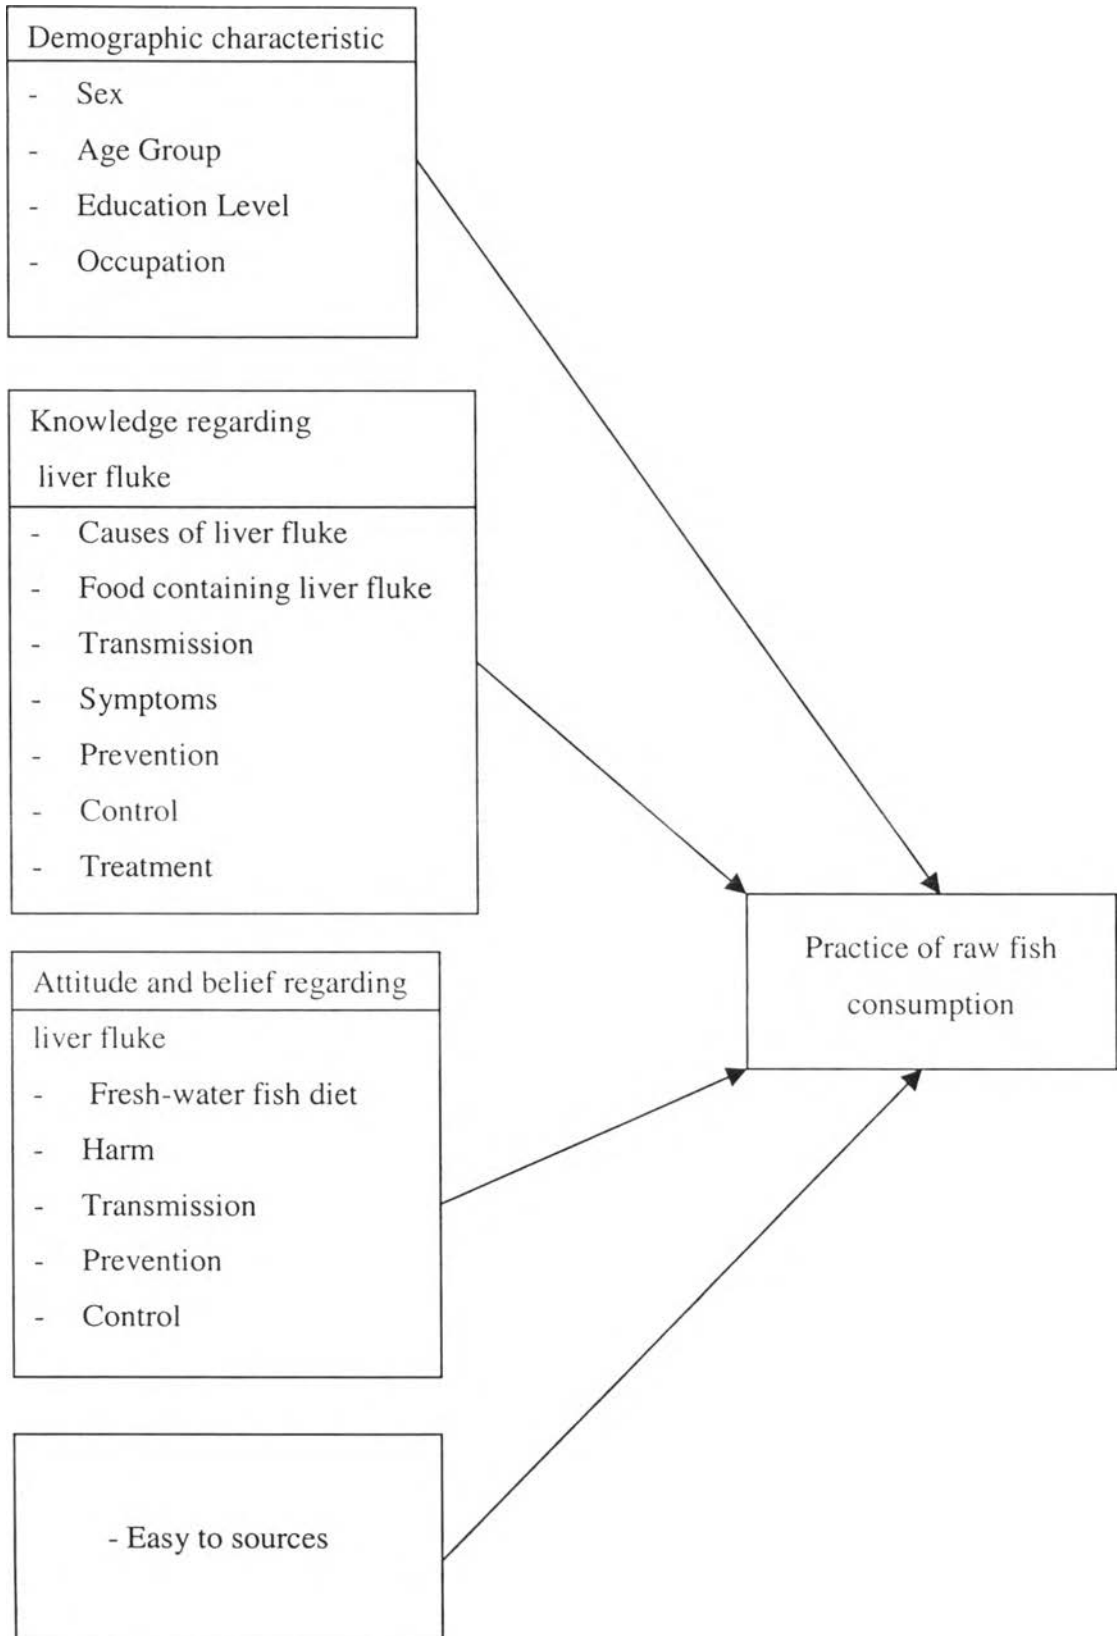 Demographic characteristic
- Sex
- Age Group
- Education Level
- Occupation
Knowledge regarding
liver fluke
- Causes of liver fluke
- Food containing liver fluke
- Transmission
- Symptoms
- Prevention
- Control
- Treatment
Attitude and belief regarding
liver fluke
- Fresh-water fish diet
- Harm
- Transmission
- Prevention
- Control
- Easy to sources
Practice of raw fish
consumption